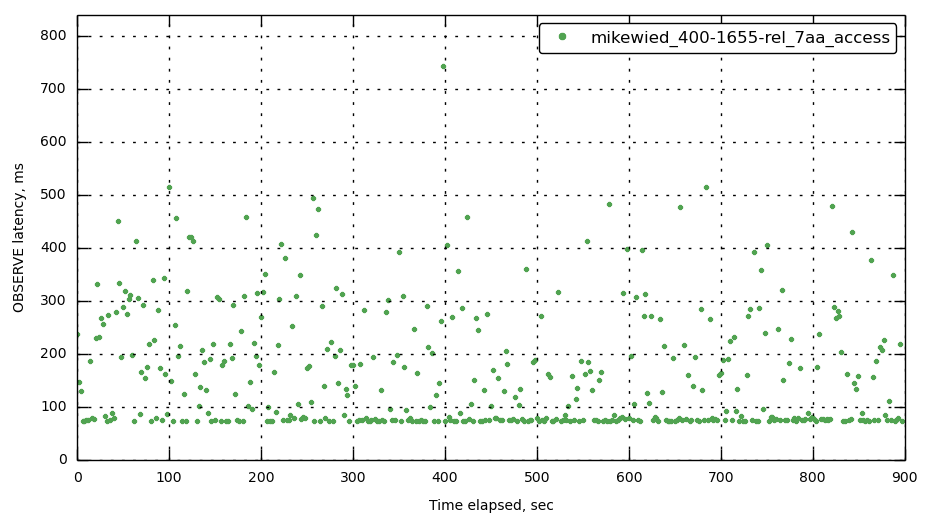 800
mikewied_400-1655-rel_7aa_access
700
600
500
400
300
200
100
0
OBSERVE latency, ms
0 100 200 300 400 500 600 700 800 900
Time elapsed, sec